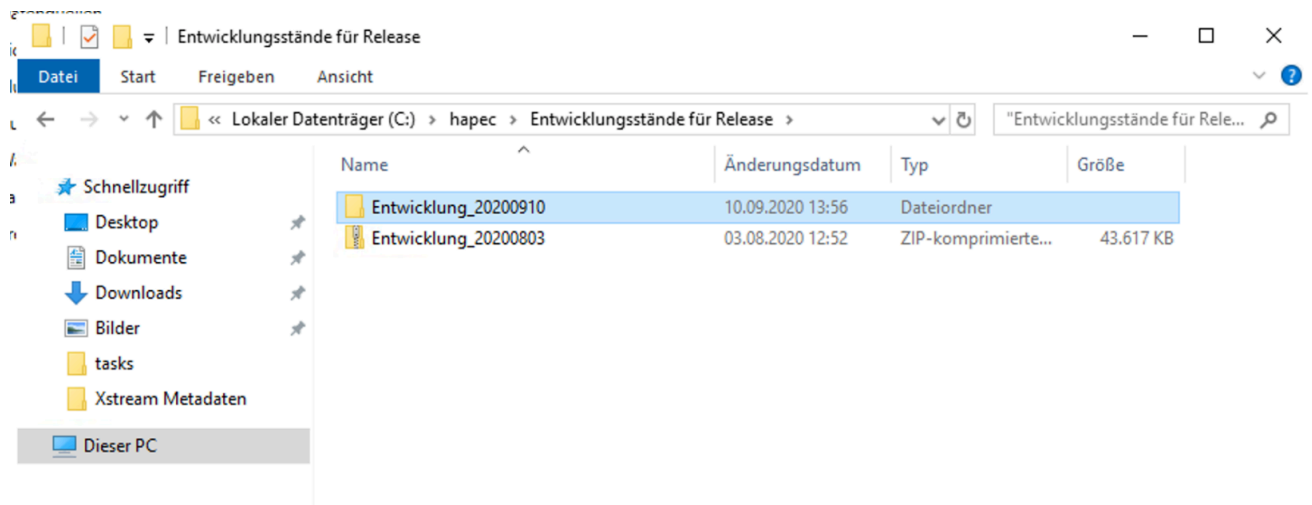 Entwicklungsstände für Release
Datei Start Freigeben Ansicht
« Lokaler Datenträger (C:) > hapec > Entwicklungsstände für Release >
"Entwicklungsstände für Rele...
Name Änderungsdatum Typ Größe
Schnellzugriff
Desktop
Dokumente
Downloads
Bilder
tasks
Xstream Metadaten
Dieser PC
Entwicklung_20200910 10.09.2020 13:56 Dateiordner
Entwicklung_20200803 03.08.2020 12:52 ZIP-komprimierte... 43.617 KB